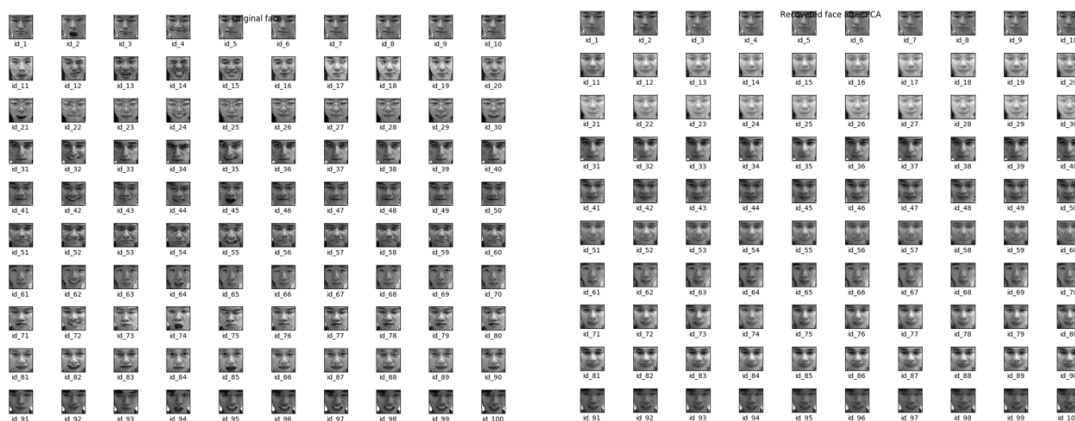 Original face
id_1 id_2 id_3 id_4 id_5 id_6 id_7 id_8 id_9 id_10
id_11 id_12 id_13 id_14 id_15 id_16 id_17 id_18 id_19 id_20
id_21 id_22 id_23 id_24 id_25 id_26 id_27 id_28 id_29 id_30
id_31 id_32 id_33 id_34 id_35 id_36 id_37 id_38 id_39 id_40
id_41 id_42 id_43 id_44 id_45 id_46 id_47 id_48 id_49 id_50
id_51 id_52 id_53 id_54 id_55 id_56 id_57 id_58 id_59 id_60
id_61 id_62 id_63 id_64 id_65 id_66 id_67 id_68 id_69 id_70
id_71 id_72 id_73 id_74 id_75 id_76 id_77 id_78 id_79 id_80
id_81 id_82 id_83 id_84 id_85 id_86 id_87 id_88 id_89 id_90
id_91 id_92 id_93 id_94 id_95 id_96 id_97 id_98 id_99 id_100
Recovered face after PCA
id_1 id_2 id_3 id_4 id_5 id_6 id_7 id_8 id_9
id_11 id_12 id_13 id_14 id_15 id_16 id_17 id_18 id_19
id_21 id_22 id_23 id_24 id_25 id_26 id_27 id_28 id_29
id_31 id_32 id_33 id_34 id_35 id_36 id_37 id_38 id_39
id_41 id_42 id_43 id_44 id_45 id_46 id_47 id_48 id_49
id_51 id_52 id_53 id_54 id_55 id_56 id_57 id_58 id_59
id_61 id_62 id_63 id_64 id_65 id_66 id_67 id_68 id_69
id_71 id_72 id_73 id_74 id_75 id_76 id_77 id_78 id_79
id_81 id_82 id_83 id_84 id_85 id_86 id_87 id_88 id_89
id_91 id_92 id_93 id_94 id_95 id_96 id_97 id_98 id_99